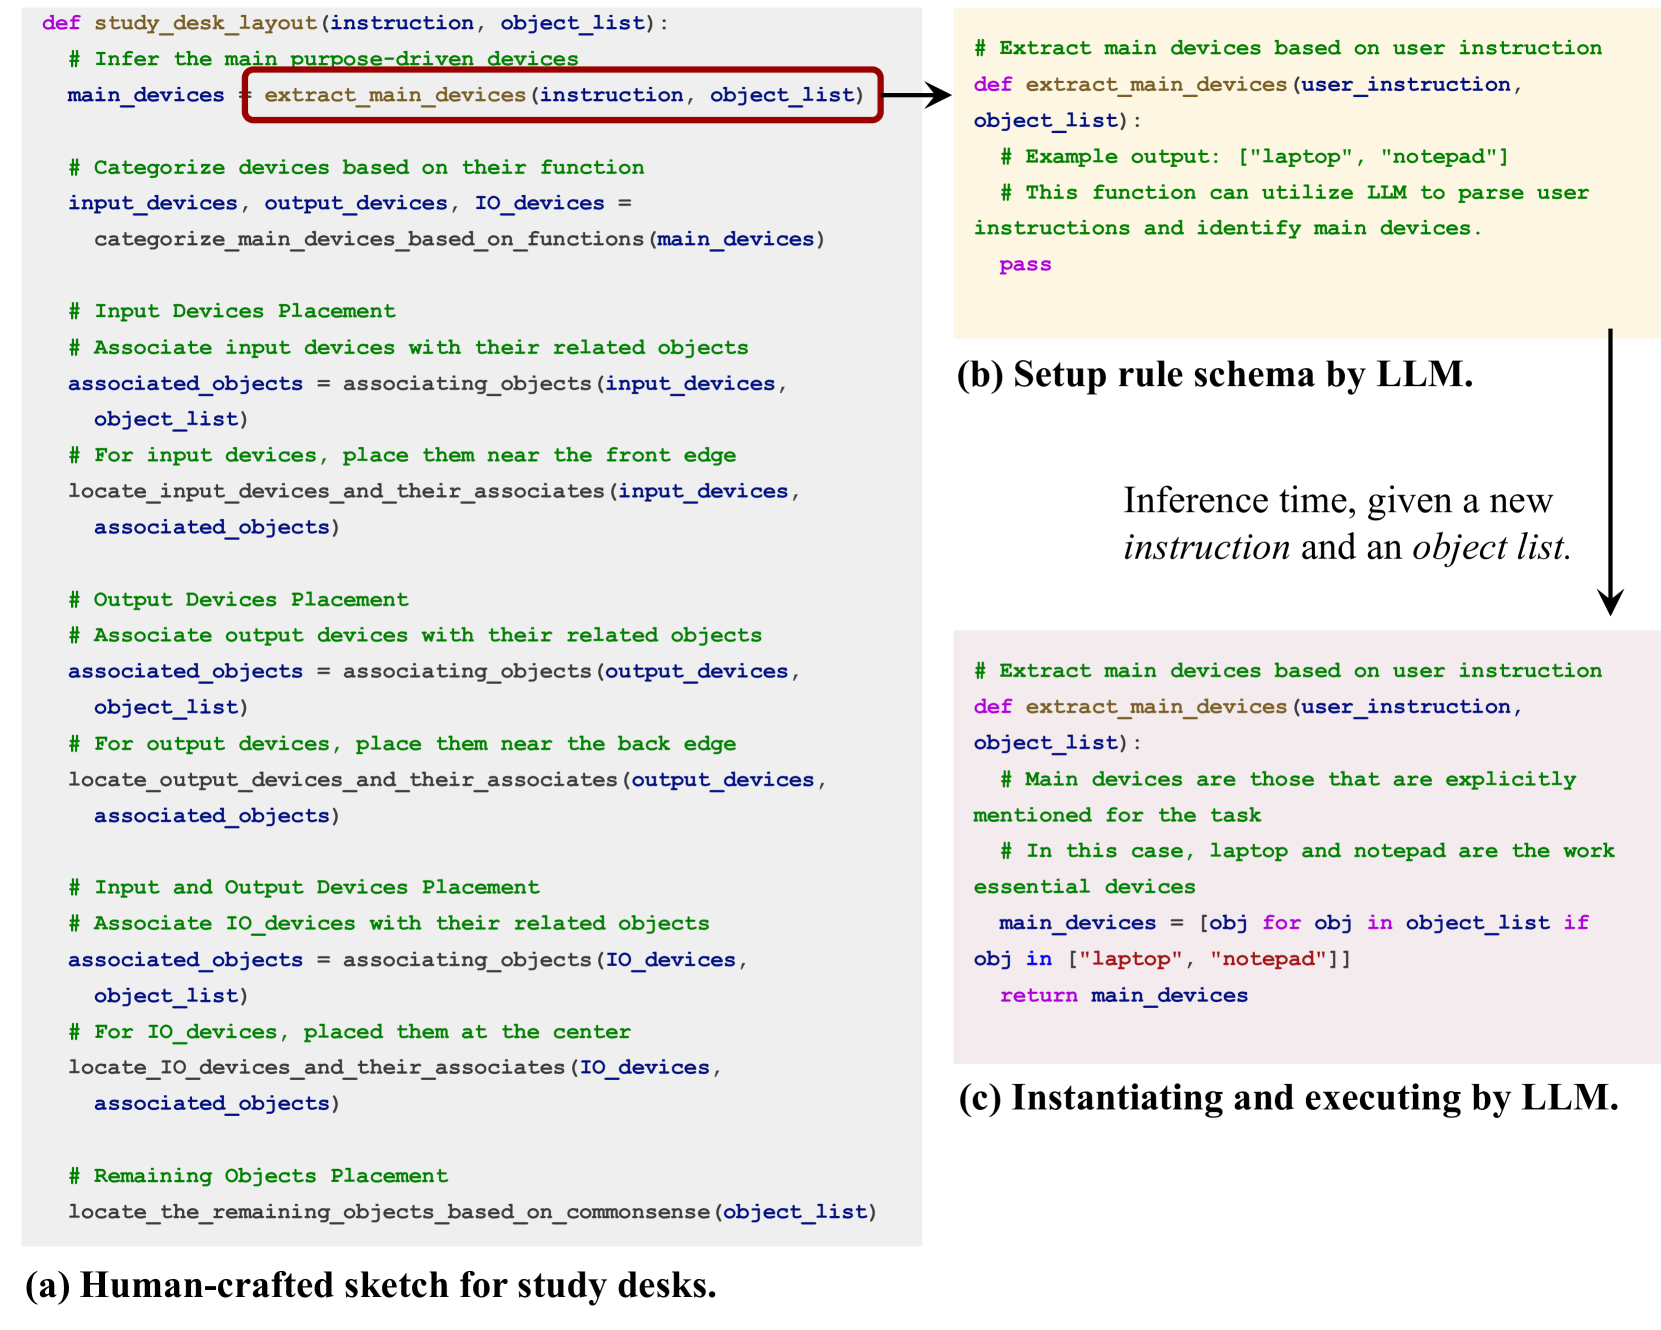 def study_desk_layout(instruction, object_list):
# Infer the main purpose-driven devices
main_devices = extract_main_devices(instruction, object_list)
# Categorize devices based on their function
input_devices, output_devices, IO_devices =
categorize_main_devices_based_on_functions(main_devices)
# Input Devices Placement
# Associate input devices with their related objects
associated_objects = associating_objects(input_devices,
object_list)
# For input devices, place them near the front edge
locate_input_devices_and_their_associates(input_devices,
associated_objects)
# Output Devices Placement
# Associate output devices with their related objects
associated_objects = associating_objects(output_devices,
object_list)
# For output devices, place them near the back edge
locate_output_devices_and_their_associates(output_devices,
associated_objects)
# Input and Output Devices Placement
# Associate IO_devices with their related objects
associated_objects = associating_objects(IO_devices,
object_list)
# For IO_devices, placed them at the center
locate_IO_devices_and_their_associates(IO_devices,
associated_objects)
# Remaining Objects Placement
locate_the_remaining_objects_based_on_commonsense(object_list)
(a) Human-crafted sketch for study desks.
# Extract main devices based on user instruction
def extract_main_devices(user_instruction,
object_list):
# Example output: ["laptop", "notepad"]
# This function can utilize LLM to parse user
instructions and identify main devices.
pass
(b) Setup rule schema by LLM.
Inference time, given a new
instruction and an object list.
# Extract main devices based on user instruction
def extract_main_devices(user_instruction,
object_list):
# Main devices are those that are explicitly
mentioned for the task
# In this case, laptop and notepad are the work
essential devices
main_devices = [obj for obj in object_list if
obj in ["laptop", "notepad"]]
return main_devices
(c) Instantiating and executing by LLM.